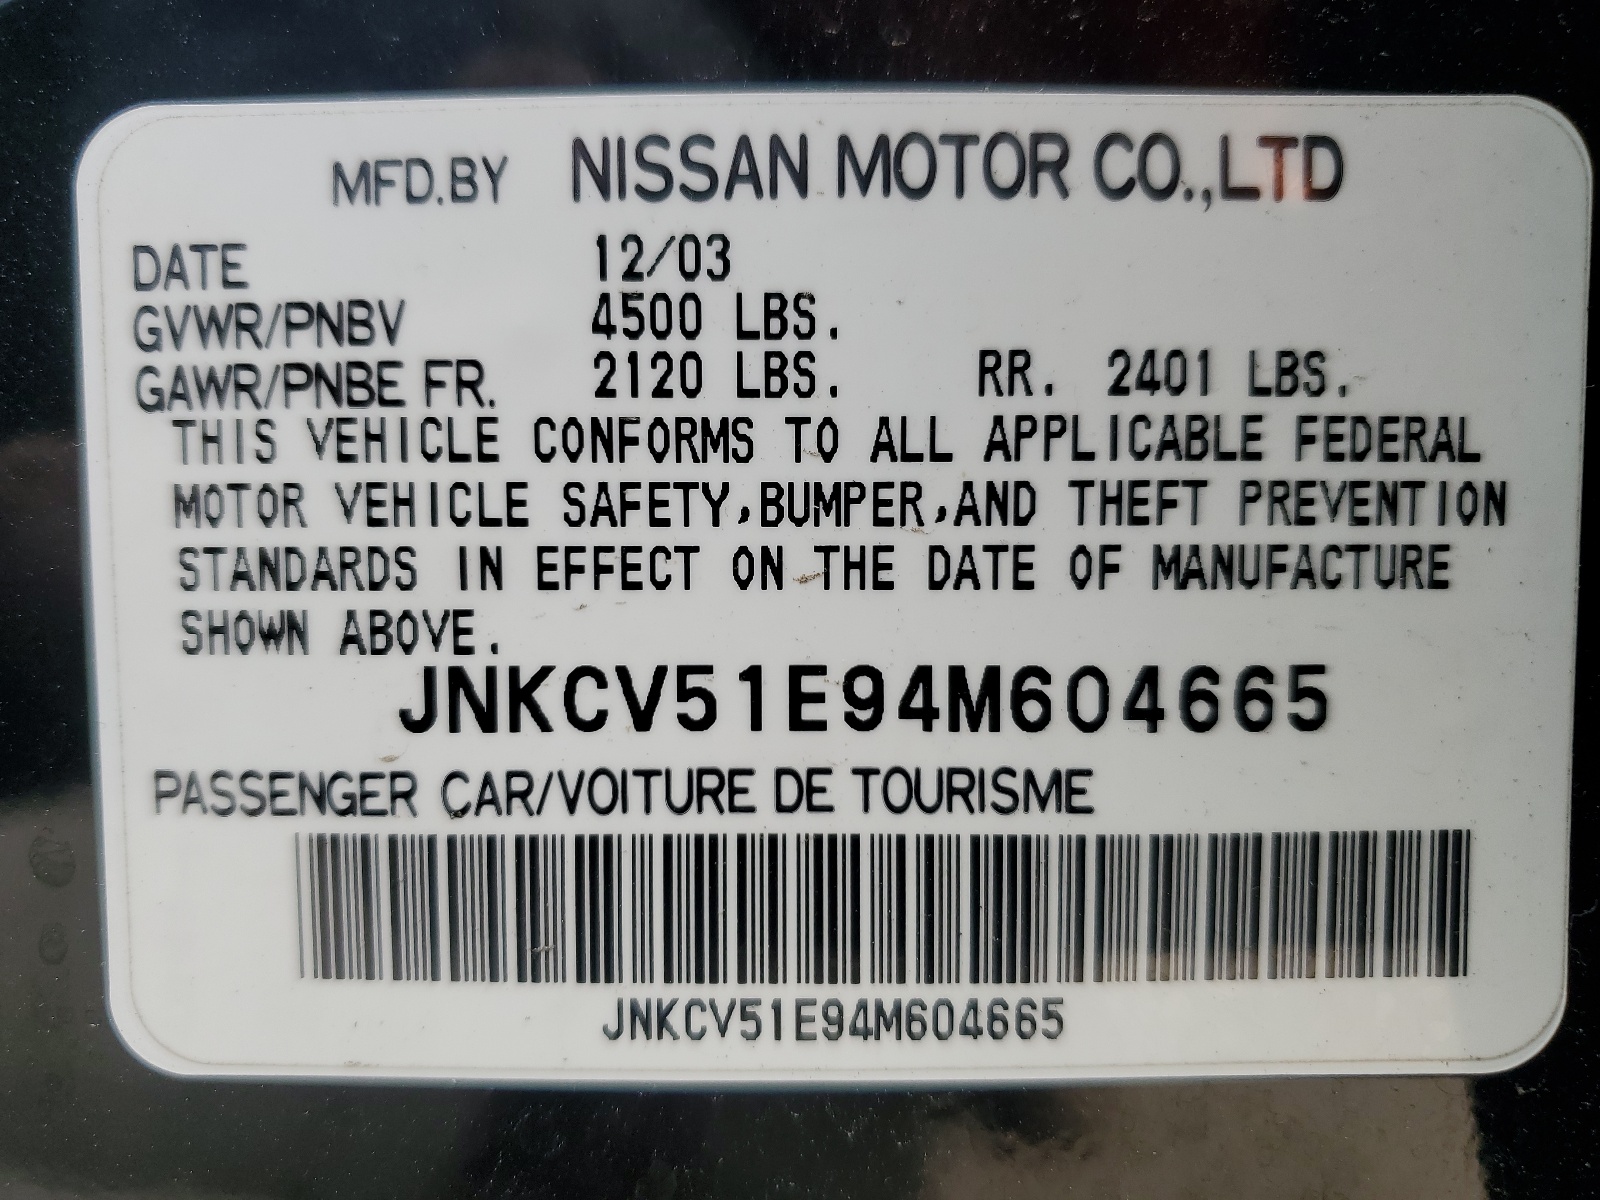 MFD.BY NISSAN MOTOR CO.,LTD
DATE 12/03
GVWR/PNBV 4500 LBS.
GAWR/PNBE FR. 2120 LBS. RR. 2401 LBS.
THIS VEHICLE CONFORMS TO ALL APPLICABLE FEDERAL
MOTOR VEHICLE SAFETY,BUMPER,AND THEFT PREVENTION
STANDARDS IN EFFECT ON THE DATE OF MANUFACTURE
SHOWN ABOVE.
JNKCV51E94M604665
PASSENGER CAR/VOITURE DE TOURISME
JNKCV51E94M604665